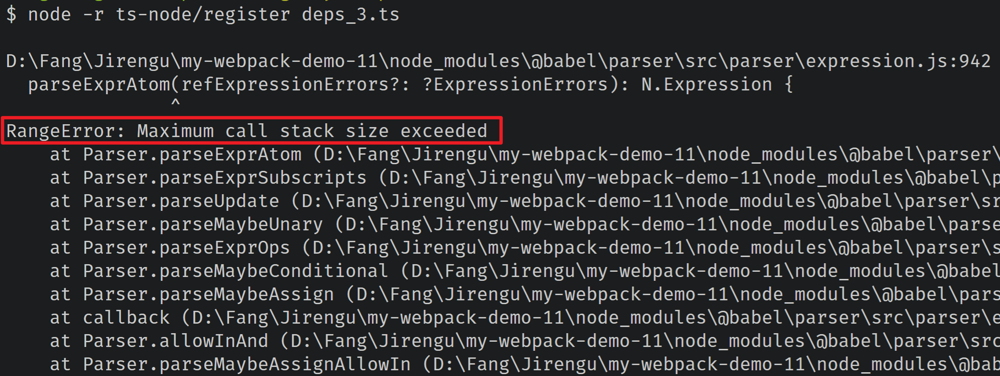 $ node -r ts-node/register deps_3.ts
D:\Fang\Jirengu\my-webpack-demo-11\node_modules\@babel\parser\src\parser\expression.js:942
parseExprAtom(refExpressionErrors?: ?ExpressionErrors): N.Expression {
^
RangeError: Maximum call stack size exceeded
at Parser.parseExprAtom (D:\Fang\Jirengu\my-webpack-demo-11\node_modules\@babel\parser\
at Parser.parseExprSubscripts (D:\Fang\Jirengu\my-webpack-demo-11\node_modules\@babel\p
at Parser.parseUpdate (D:\Fang\Jirengu\my-webpack-demo-11\node_modules\@babel\parser\sr
at Parser.parseMaybeUnary (D:\Fang\Jirengu\my-webpack-demo-11\node_modules\@babel\parse
at Parser.parseExprOps (D:\Fang\Jirengu\my-webpack-demo-11\node_modules\@babel\parser\s
at Parser.parseMaybeConditional (D:\Fang\Jirengu\my-webpack-demo-11\node_modules\@babel
at Parser.parseMaybeAssign (D:\Fang\Jirengu\my-webpack-demo-11\node_modules\@babel\pars
at callback (D:\Fang\Jirengu\my-webpack-demo-11\node_modules\@babel\parser\src\parser\e
at Parser.allowInAnd (D:\Fang\Jirengu\my-webpack-demo-11\node_modules\@babel\parser\src
at Parser.parseMaybeAssignAllowIn (D:\Fang\Jirengu\my-webpack-demo-11\node_modules\@bab